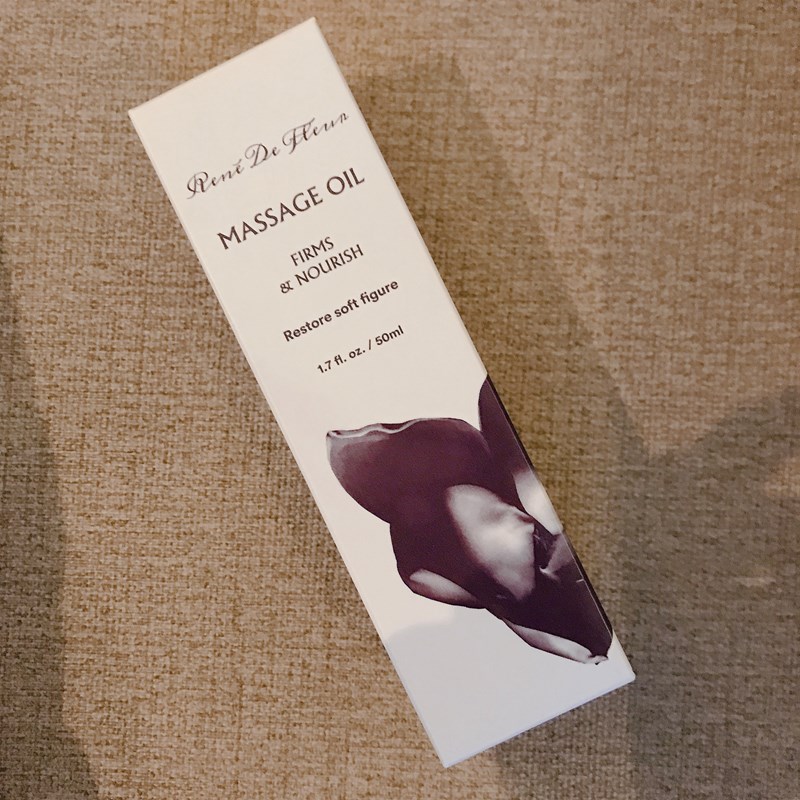 René De Fleur
MASSAGE OIL
FIRMS
& NOURISH
Restore soft figure
1.7 fl. oz. / 50ml